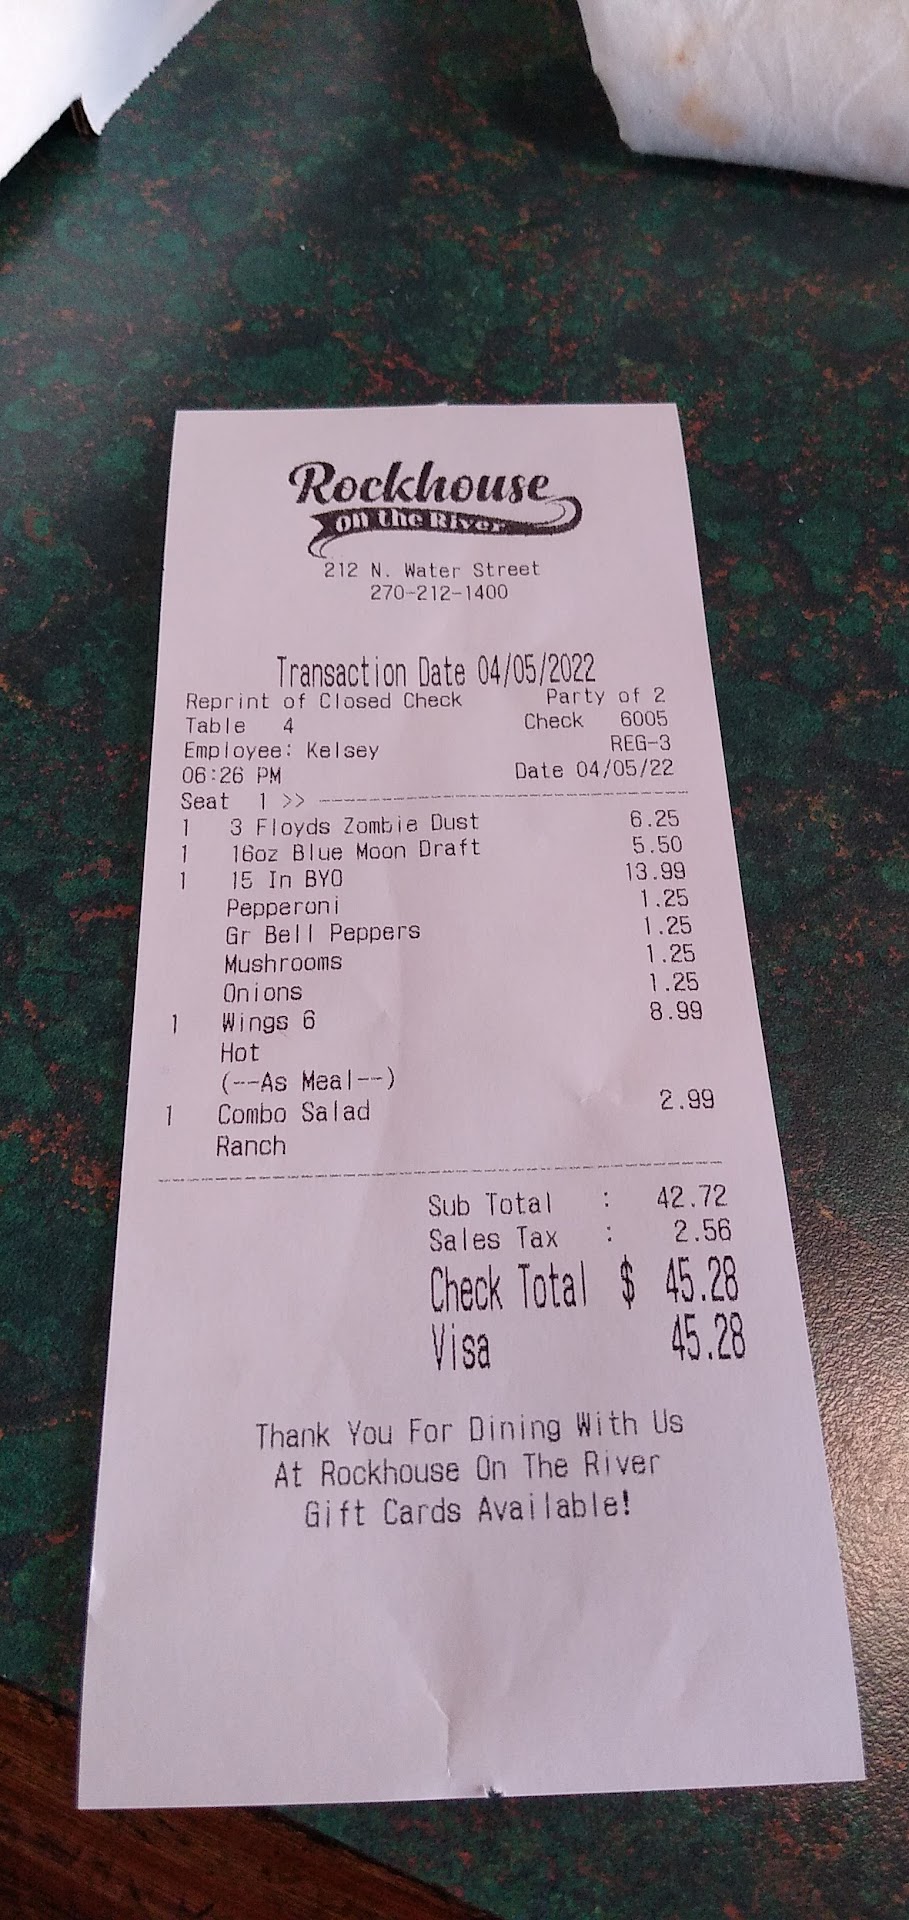 Rockhouse
on the River
212 N. Water Street
270-212-1400
Transaction Date 04/05/2022
Reprint of Closed Check Party of 2
Table 4 Check 6005
Employee: Kelsey REG-3
06:26 PM Date 04/05/22
Seat 1 >>
1 3 Floyds Zombie Dust 6.25
1 16oz Blue Moon Draft 5.50
1 15 In BYO 13.99
Pepperoni 1.25
Gr Bell Peppers 1.25
Mushrooms 1.25
Onions 1.25
1 Wings 6 8.99
Hot
(--As Meal--)
1 Combo Salad 2.99
Ranch
Sub Total : 42.72
Sales Tax : 2.56
Check Total $ 45.28
Visa 45.28
Thank You For Dining With Us
At Rockhouse On The River
Gift Cards Available!